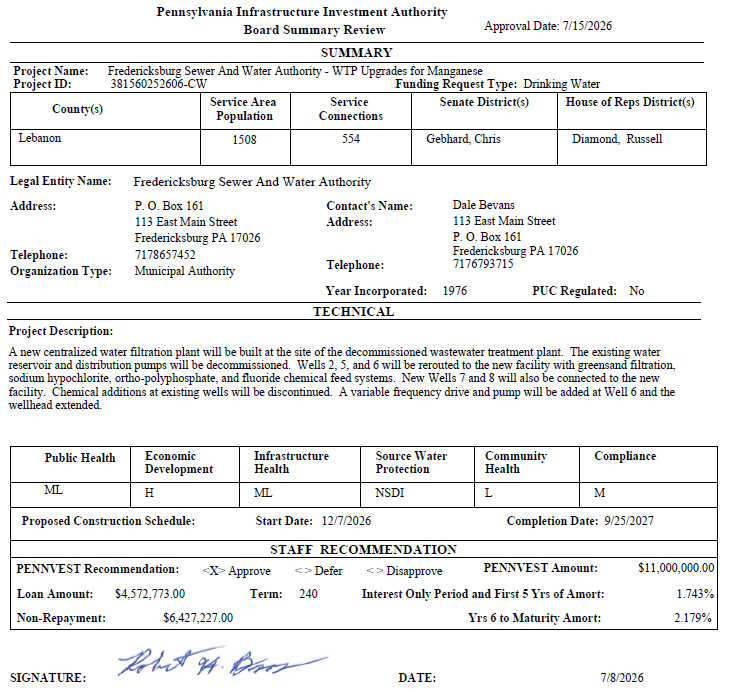 Pennsylvania Infrastructure Investment Authority
Board Summary Review
Approval Date: 7/15/2026
SUMMARY
Project Name: Fredericksburg Sewer And Water Authority - WTP Upgrades for Manganese
Project ID: 381560252606-CW Funding Request Type: Drinking Water
County(s) Service Area Population Service Connections Senate District(s) House of Reps District(s)
Lebanon 1508 554 Gebhard, Chris Diamond, Russell
Legal Entity Name: Fredericksburg Sewer And Water Authority
Address: P. O. Box 161
113 East Main Street
Fredericksburg PA 17026
Telephone: 7178657452
Organization Type: Municipal Authority
Contact's Name: Dale Bevans
Address: 113 East Main Street
P. O. Box 161
Fredericksburg PA 17026
Telephone: 7176793715
Year Incorporated: 1976 PUC Regulated: No
TECHNICAL
Project Description:
A new centralized water filtration plant will be built at the site of the decommissioned wastewater treatment plant. The existing water
reservoir and distribution pumps will be decommissioned. Wells 2, 5, and 6 will be rerouted to the new facility with greensand filtration,
sodium hypochlorite, ortho-polyphosphate, and fluoride chemical feed systems. New Wells 7 and 8 will also be connected to the new
facility. Chemical additions at existing wells will be discontinued. A variable frequency drive and pump will be added at Well 6 and the
wellhead extended.
Public Health Economic Development Infrastructure Health Source Water Protection Community Health Compliance
ML H ML NSDI L M
Proposed Construction Schedule: Start Date: 12/7/2026 Completion Date: 9/25/2027
STAFF RECOMMENDATION
PENNVEST Recommendation: <X> Approve < > Defer < > Disapprove PENNVEST Amount: $11,000,000.00
Loan Amount: $4,572,773.00 Term: 240 Interest Only Period and First 5 Yrs of Amort: 1.743%
Non-Repayment: $6,427,227.00 Yrs 6 to Maturity Amort: 2.179%
SIGNATURE: DATE: 7/8/2026